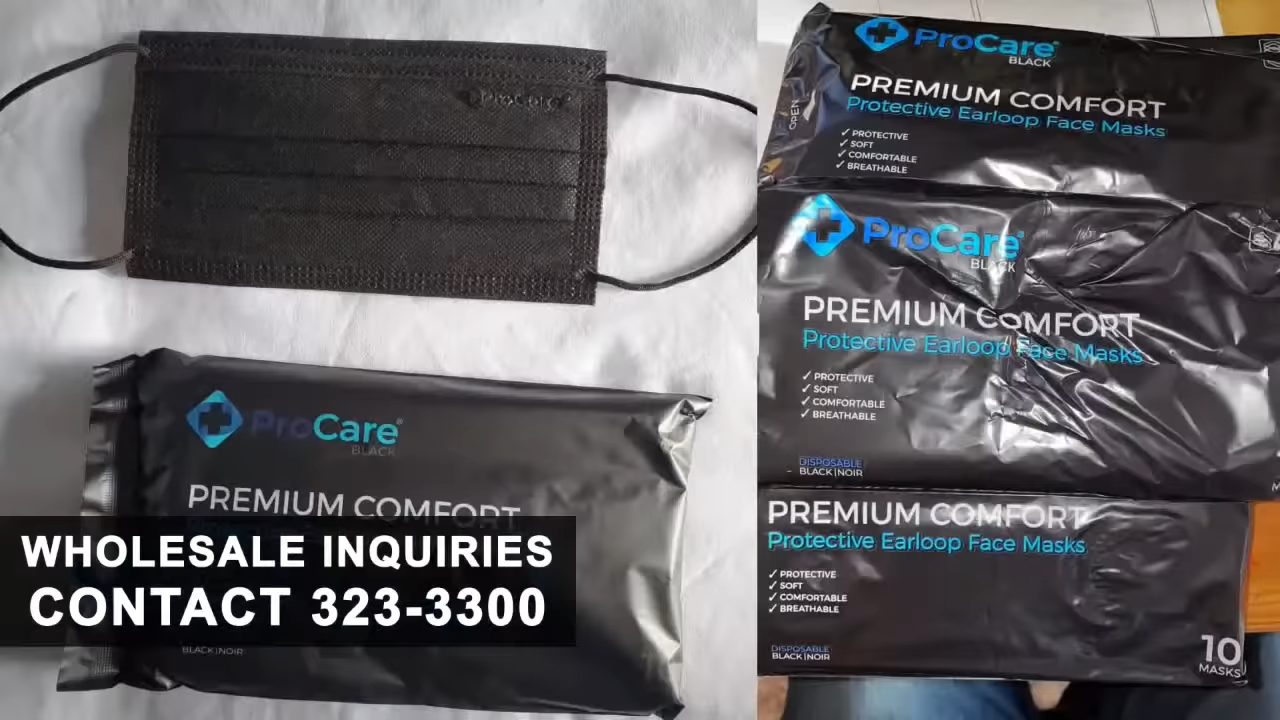 ProCare
ProCare®
BLACK
PREMIUM COMFORT
WHOLESALE INQUIRIES
CONTACT 323-3300
BLACK|NOIR
ProCare®
BLACK
OPEN
PREMIUM COMFORT
Protective Earloop Face Masks
✓ PROTECTIVE
✓ SOFT
✓ COMFORTABLE
✓ BREATHABLE
ProCare®
BLACK
PREMIUM COMFORT
Protective Earloop Face Masks
✓ PROTECTIVE
✓ SOFT
✓ COMFORTABLE
✓ BREATHABLE
DISPOSABLE
BLACK|NOIR
PREMIUM COMFORT
Protective Earloop Face Masks
✓ PROTECTIVE
✓ SOFT
✓ COMFORTABLE
✓ BREATHABLE
DISPOSABLE
BLACK|NOIR
10
MASKS